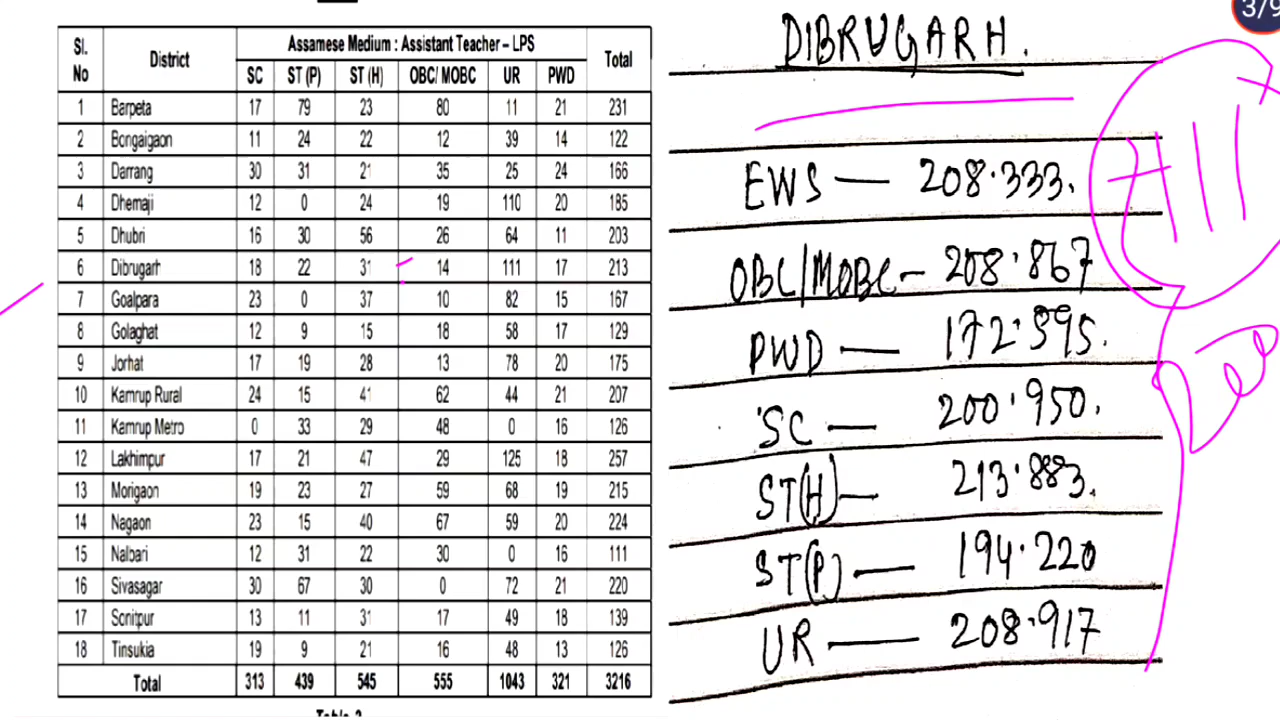 3/9
Sl. No District Assamese Medium : Assistant Teacher – LPS Total
SC ST (P) ST (H) OBC/ MOBC UR PWD
1 Barpeta 17 79 23 80 11 21 231
2 Bongaigaon 11 24 22 12 39 14 122
3 Darrang 30 31 21 35 25 24 166
4 Dhemaji 12 0 24 19 110 20 185
5 Dhubri 16 30 56 26 64 11 203
6 Dibrugarh 18 22 31 14 111 17 213
7 Goalpara 23 0 37 10 82 15 167
8 Golaghat 12 9 15 18 58 17 129
9 Jorhat 17 19 28 13 78 20 175
10 Kamrup Rural 24 15 41 62 44 21 207
11 Kamrup Metro 0 33 29 48 0 16 126
12 Lakhimpur 17 21 47 29 125 18 257
13 Morigaon 19 23 27 59 68 19 215
14 Nagaon 23 15 40 67 59 20 224
15 Nalbari 12 31 22 30 0 16 111
16 Sivasagar 30 67 30 0 72 21 220
17 Sonitpur 13 11 31 17 49 18 139
18 Tinsukia 19 9 21 16 48 13 126
Total 313 439 545 555 1043 321 3216
DIBRUGARH.
EWS — 208.333.
OBC/MOBC – 208.867
PWD — 172.595.
SC — 200.950.
ST(H) — 213.883.
ST(P) — 194.220
UR — 208.917